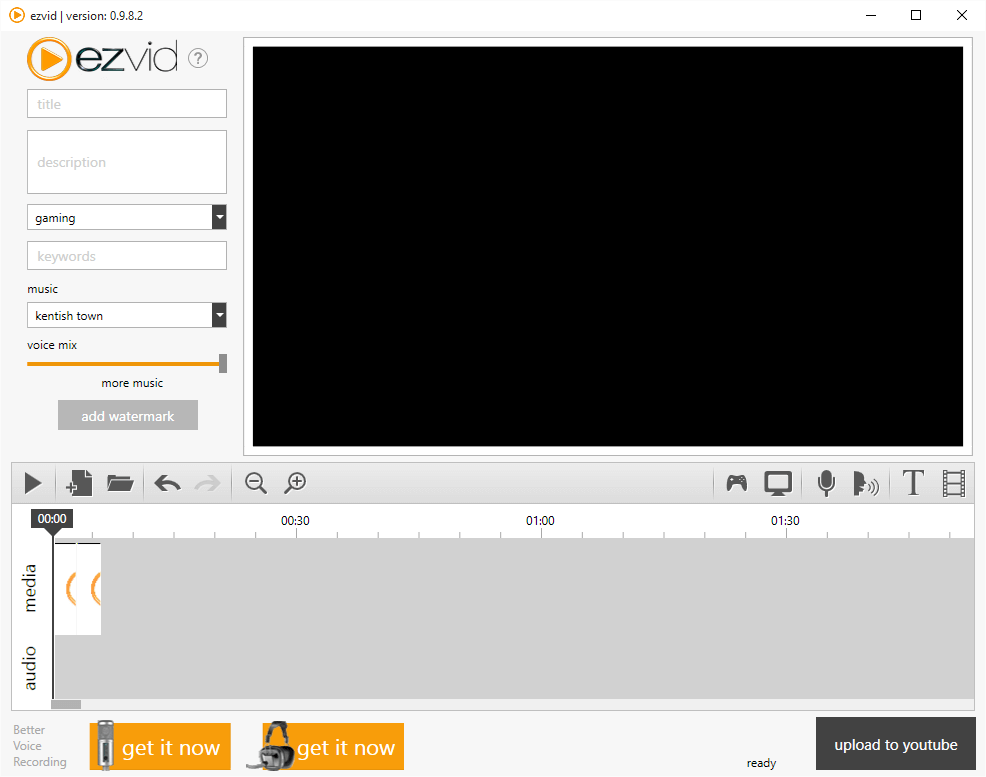 ezvid | version: 0.9.8.2
ezvid ?
title
description
gaming
keywords
music
kentish town
voice mix
more music
add watermark
T
00:00 00:30 01:00 01:30
media
audio
Better
Voice
Recording
get it now
get it now
ready
upload to youtube